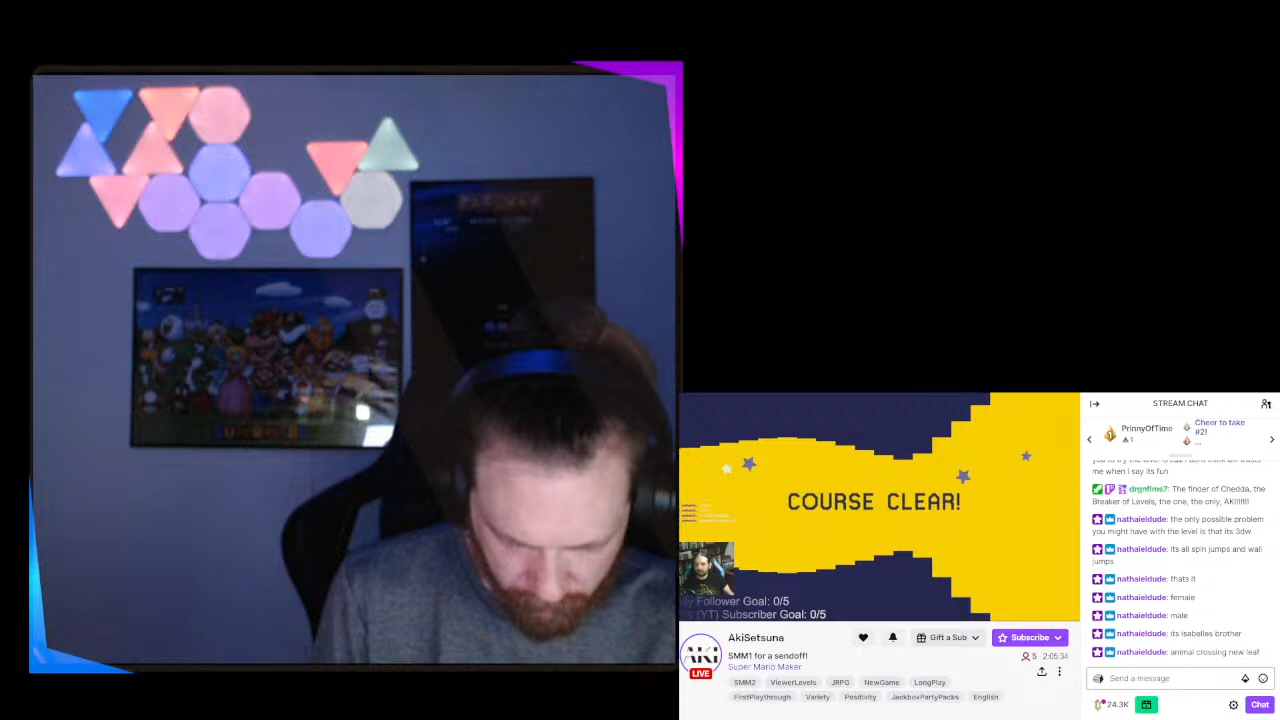 COURSE CLEAR!
Follower Goal: 0/5
(YT) Subscriber Goal: 0/5
AKI
LIVE
AkiSetsuna
Gift a Sub
Subscribe
SMM1 for a sendoff!
Super Mario Maker
5
2:05:34
SMM2
ViewerLevels
JRPG
NewGame
LongPlay
FirstPlaythrough
Variety
Positivity
JackboxPartyPacks
English
STREAM CHAT
PrinnyOfTime
1
Cheer to take
#2!
...
me when i say its fun
drgnflms7: The finder of Chedda, the
Breaker of Levels, the one, the only, AKI!!!!!!!
nathaieldude: the only possible problem
you might have with the level is that its 3dw
nathaieldude: its all spin jumps and wall
jumps
nathaieldude: thats it
nathaieldude: female
nathaieldude: male
nathaieldude: its isabelles brother
nathaieldude: animal crossing new leaf
Send a message
24.3K
Chat